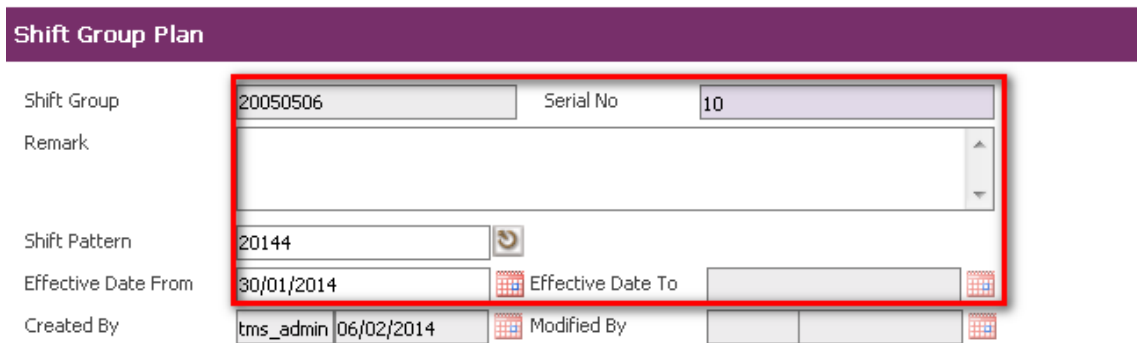 Shift Group Plan
Shift Group 20050506 Serial No 10
Remark
Shift Pattern 20144
Effective Date From 30/01/2014 Effective Date To
Created By tms_admin 06/02/2014 Modified By